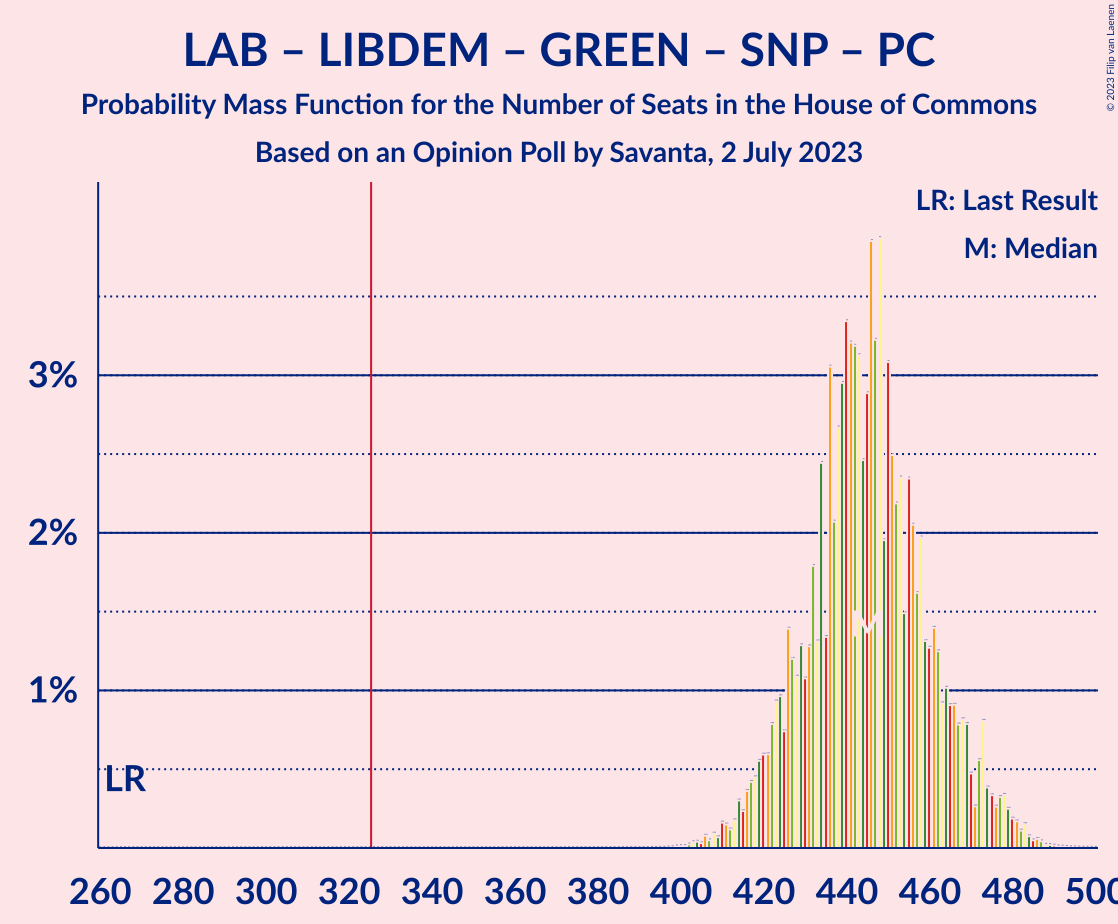 LAB – LIBDEM – GREEN – SNP – PC
Probability Mass Function for the Number of Seats in the House of Commons
Based on an Opinion Poll by Savanta, 2 July 2023
© 2023 Filip van Laenen
LR: Last Result
M: Median
3%
2%
1%
M
LR
260 280 300 320 340 360 380 400 420 440 460 480 500